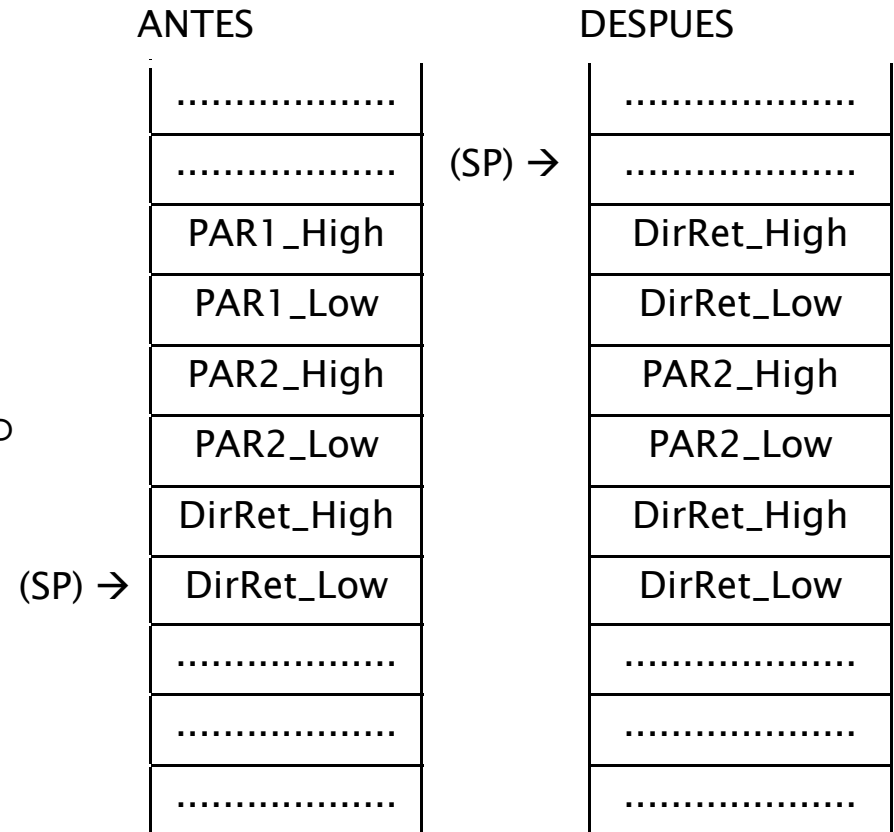 ANTES DESPUES
................... ....................
................... (SP) → ....................
PAR1_High DirRet_High
PAR1_Low DirRet_Low
PAR2_High PAR2_High
PAR2_Low PAR2_Low
DirRet_High DirRet_High
(SP) → DirRet_Low DirRet_Low
................... ....................
................... ....................
................... ....................